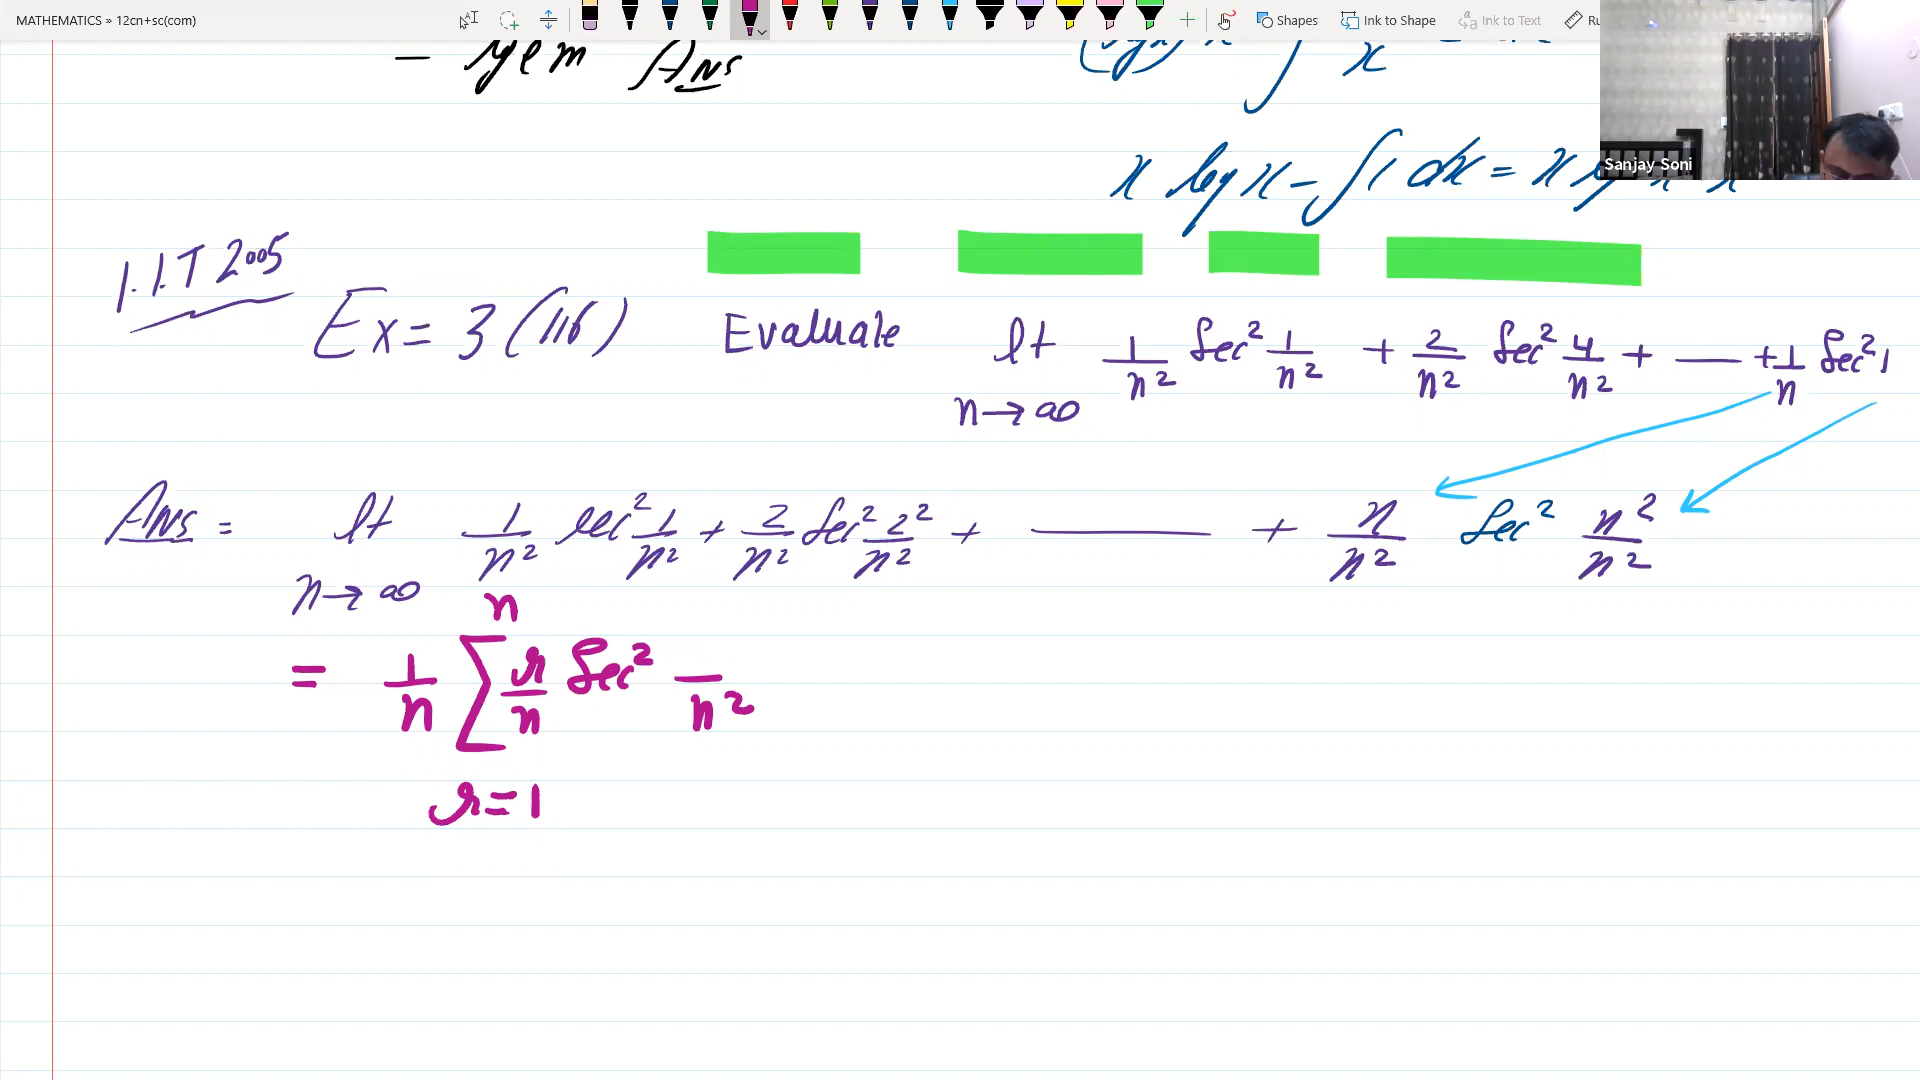 MATHEMATICS » 12cn+sc(com)
Shapes
Ink to Shape
Ink to Text
Ru
Sanjay Soni
Ans
x log x - ∫ 1 dx = x
I.I.T 2005
Ex = 3 (116) Evaluate lt n→∞ 1/n² Sec² 1/n² + 2/n² Sec² 4/n² + —— + 1/n Sec² 1
Ans = lt n→∞ 1/n² sec² 1/n² + 2/n² Sec² 2²/n² + ——— + n/n² Sec² n²/n²
= 1/n ∑ n r=1 r/n Sec² /n²